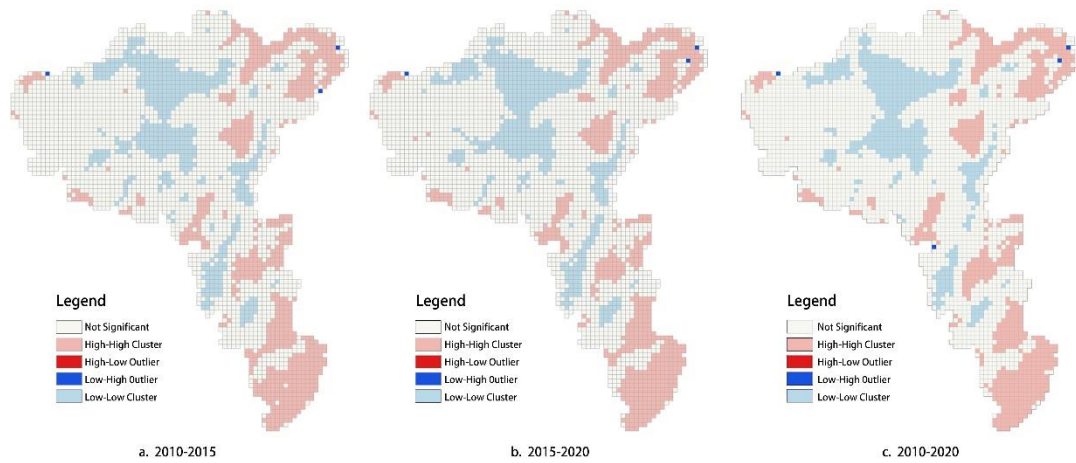 Legend
Not Significant
High-High Cluster
High-Low Outlier
Low-High Outlier
Low-Low Cluster
a. 2010-2015
Legend
Not Significant
High-High Cluster
High-Low Outlier
Low-High Outlier
Low-Low Cluster
b. 2015-2020
Legend
Not Significant
High-High Cluster
High-Low Outlier
Low-High Outlier
Low-Low Cluster
c. 2010-2020